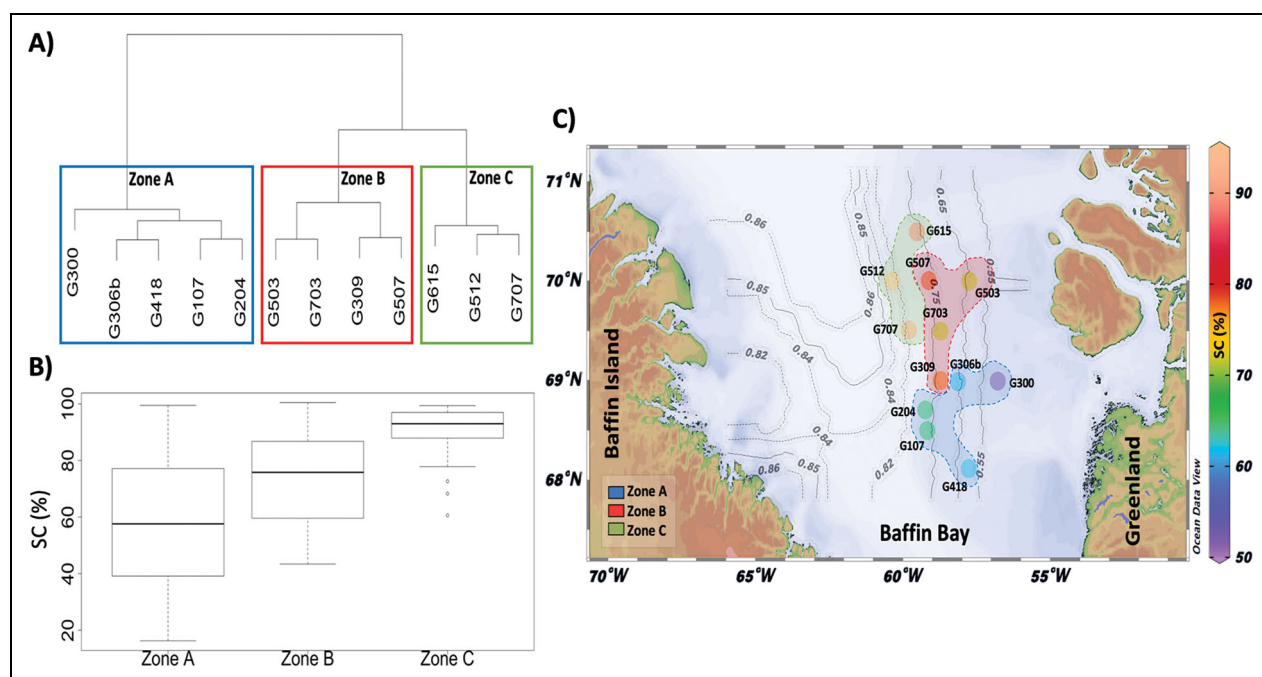 A)
Zone A
Zone B
Zone C
G300
G306b
G418
G107
G204
G503
G703
G309
G507
G615
G512
G707
B)
SC (%)
100
80
60
40
20
Zone A
Zone B
Zone C
C)
71°N
70°N
69°N
68°N
70°W
65°W
60°W
55°W
Baffin Island
Baffin Bay
Greenland
0.86
0.85
0.65
G615
G507
G512
0.55
0.85
0.86
0.75
G503
G703
G707
0.84
0.82
G309
G306b
G300
0.84
G204
G107
0.84
0.82
0.55
0.86
0.85
G418
Zone A
Zone B
Zone C
Ocean Data View
90
80
70
60
50
SC (%)